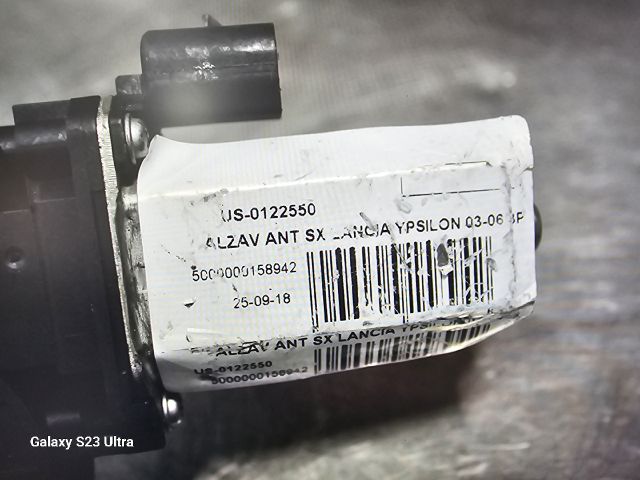 US-0122550
ALZAV ANT SX LANCIA YPSILON 03-06 3P
5000000158942
25-09-18
ALZAV ANT SX LANCIA
US-0122550
5000000158942
Galaxy S23 Ultra